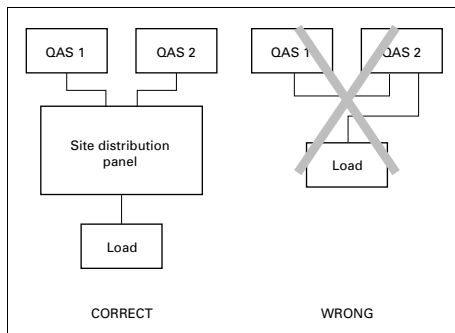 QAS 1 QAS 2 QAS 1 QAS 2
Site distribution
panel
Load
Load
CORRECT WRONG